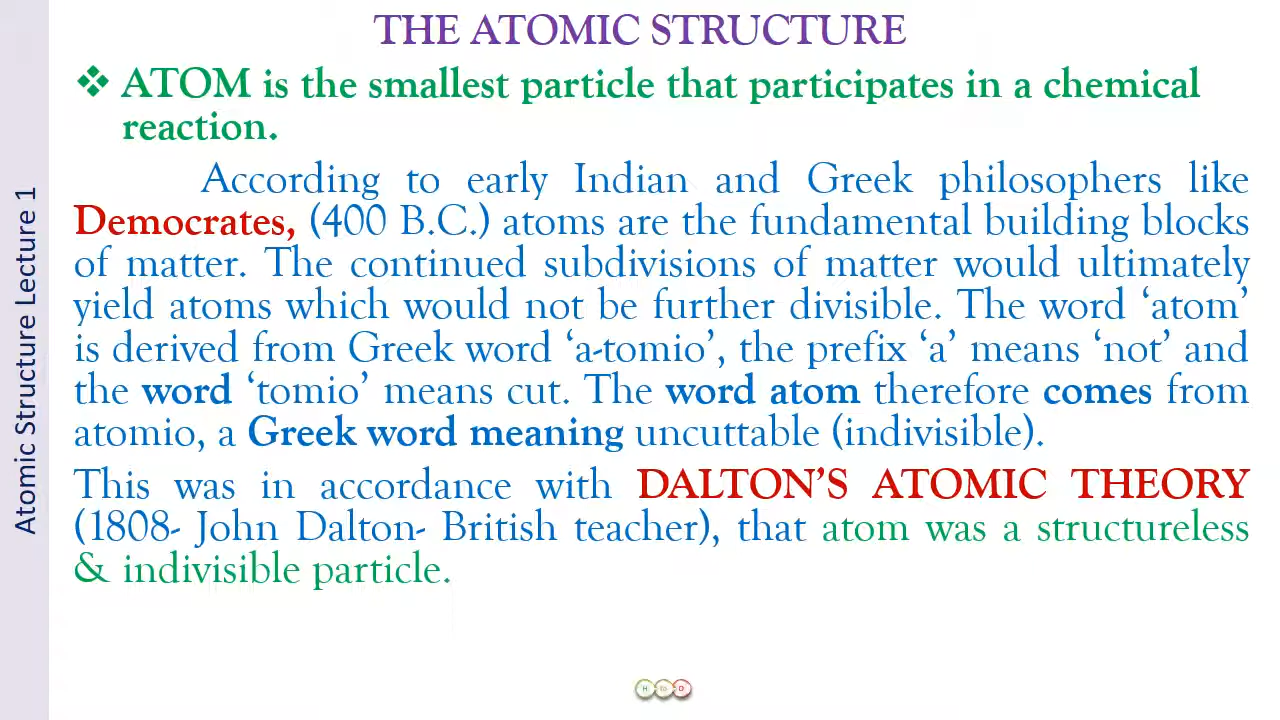 THE ATOMIC STRUCTURE
❖ ATOM is the smallest particle that participates in a chemical
reaction.
According to early Indian and Greek philosophers like
Democrates, (400 B.C.) atoms are the fundamental building blocks
of matter. The continued subdivisions of matter would ultimately
yield atoms which would not be further divisible. The word ‘atom’
is derived from Greek word ‘a-tomio’, the prefix ‘a’ means ‘not’ and
the word ‘tomio’ means cut. The word atom therefore comes from
atomio, a Greek word meaning uncuttable (indivisible).
This was in accordance with DALTON’S ATOMIC THEORY
(1808- John Dalton- British teacher), that atom was a structureless
& indivisible particle.
Atomic Structure Lecture 1
H to O